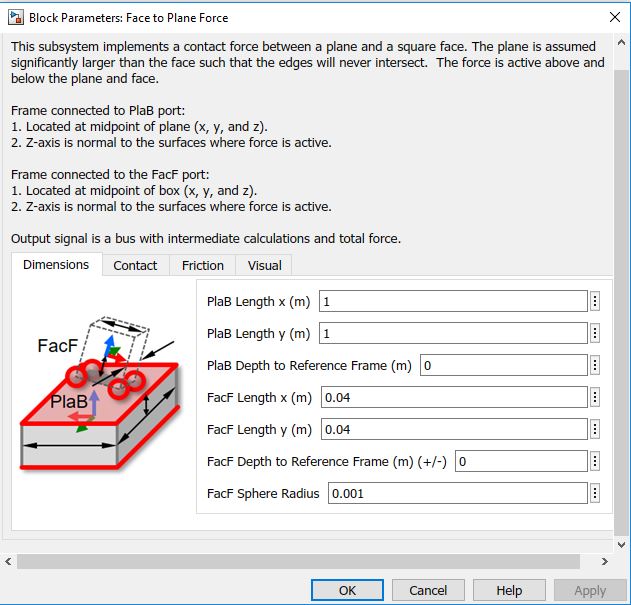 Block Parameters: Face to Plane Force
This subsystem implements a contact force between a plane and a square face. The plane is assumed
significantly larger than the face such that the edges will never intersect. The force is active above and
below the plane and face.
Frame connected to PlaB port:
1. Located at midpoint of plane (x, y, and z).
2. Z-axis is normal to the surfaces where force is active.
Frame connected to the FacF port:
1. Located at midpoint of box (x, y, and z).
2. Z-axis is normal to the surfaces where force is active.
Output signal is a bus with intermediate calculations and total force.
Dimensions Contact Friction Visual
FacF
PlaB
PlaB Length x (m) 1
PlaB Length y (m) 1
PlaB Depth to Reference Frame (m) 0
FacF Length x (m) 0.04
FacF Length y (m) 0.04
FacF Depth to Reference Frame (m) (+/-) 0
FacF Sphere Radius 0.001
OK Cancel Help Apply